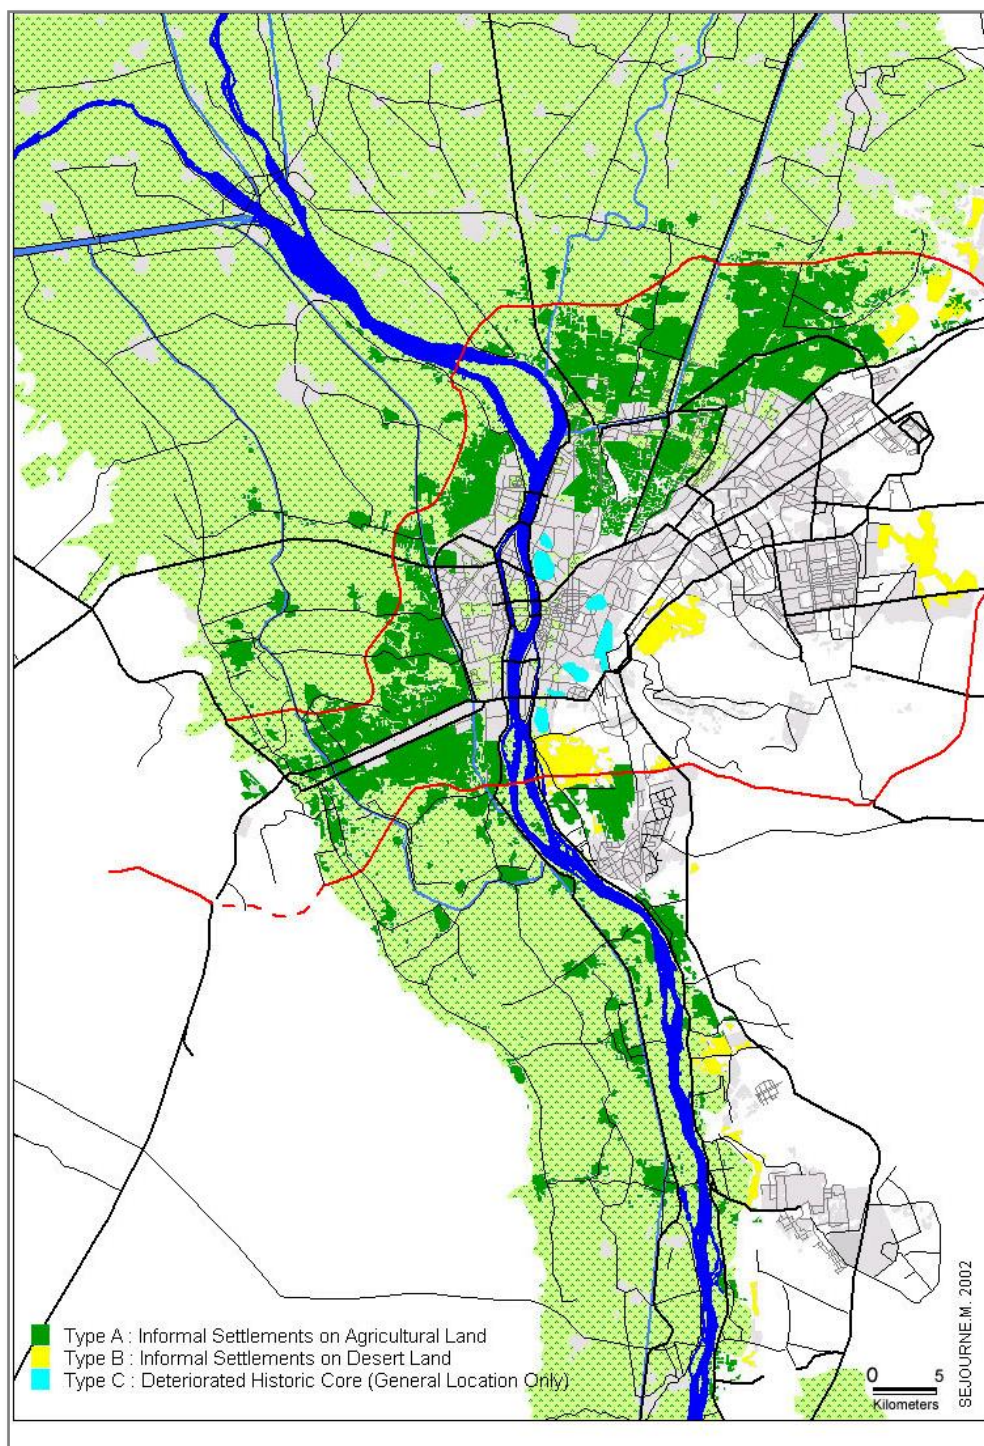 Type A : Informal Settlements on Agricultural Land
Type B : Informal Settlements on Desert Land
Type C : Deteriorated Historic Core (General Location Only)
0 5
Kilometers
SEJOURNE.M. 2002